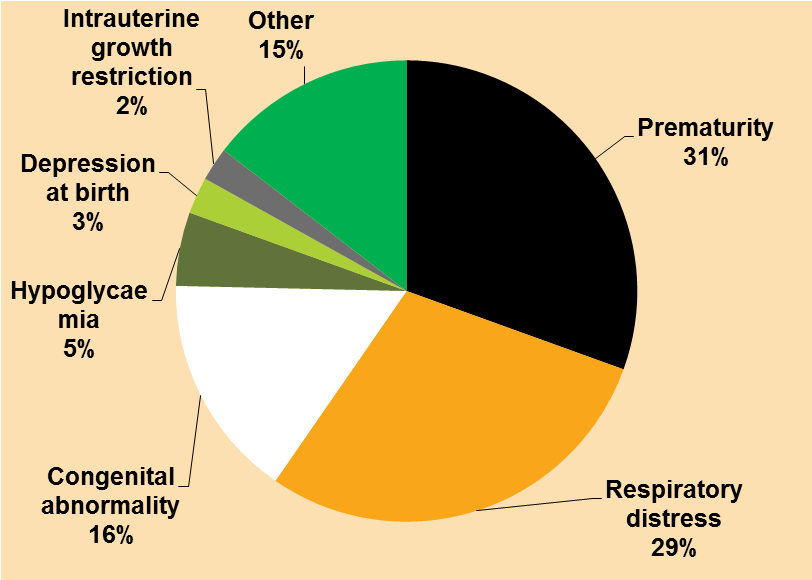 Intrauterine
growth
restriction
2%
Other
15%
Prematurity
31%
Depression
at birth
3%
Hypoglycae
mia
5%
Congenital
abnormality
16%
Respiratory
distress
29%